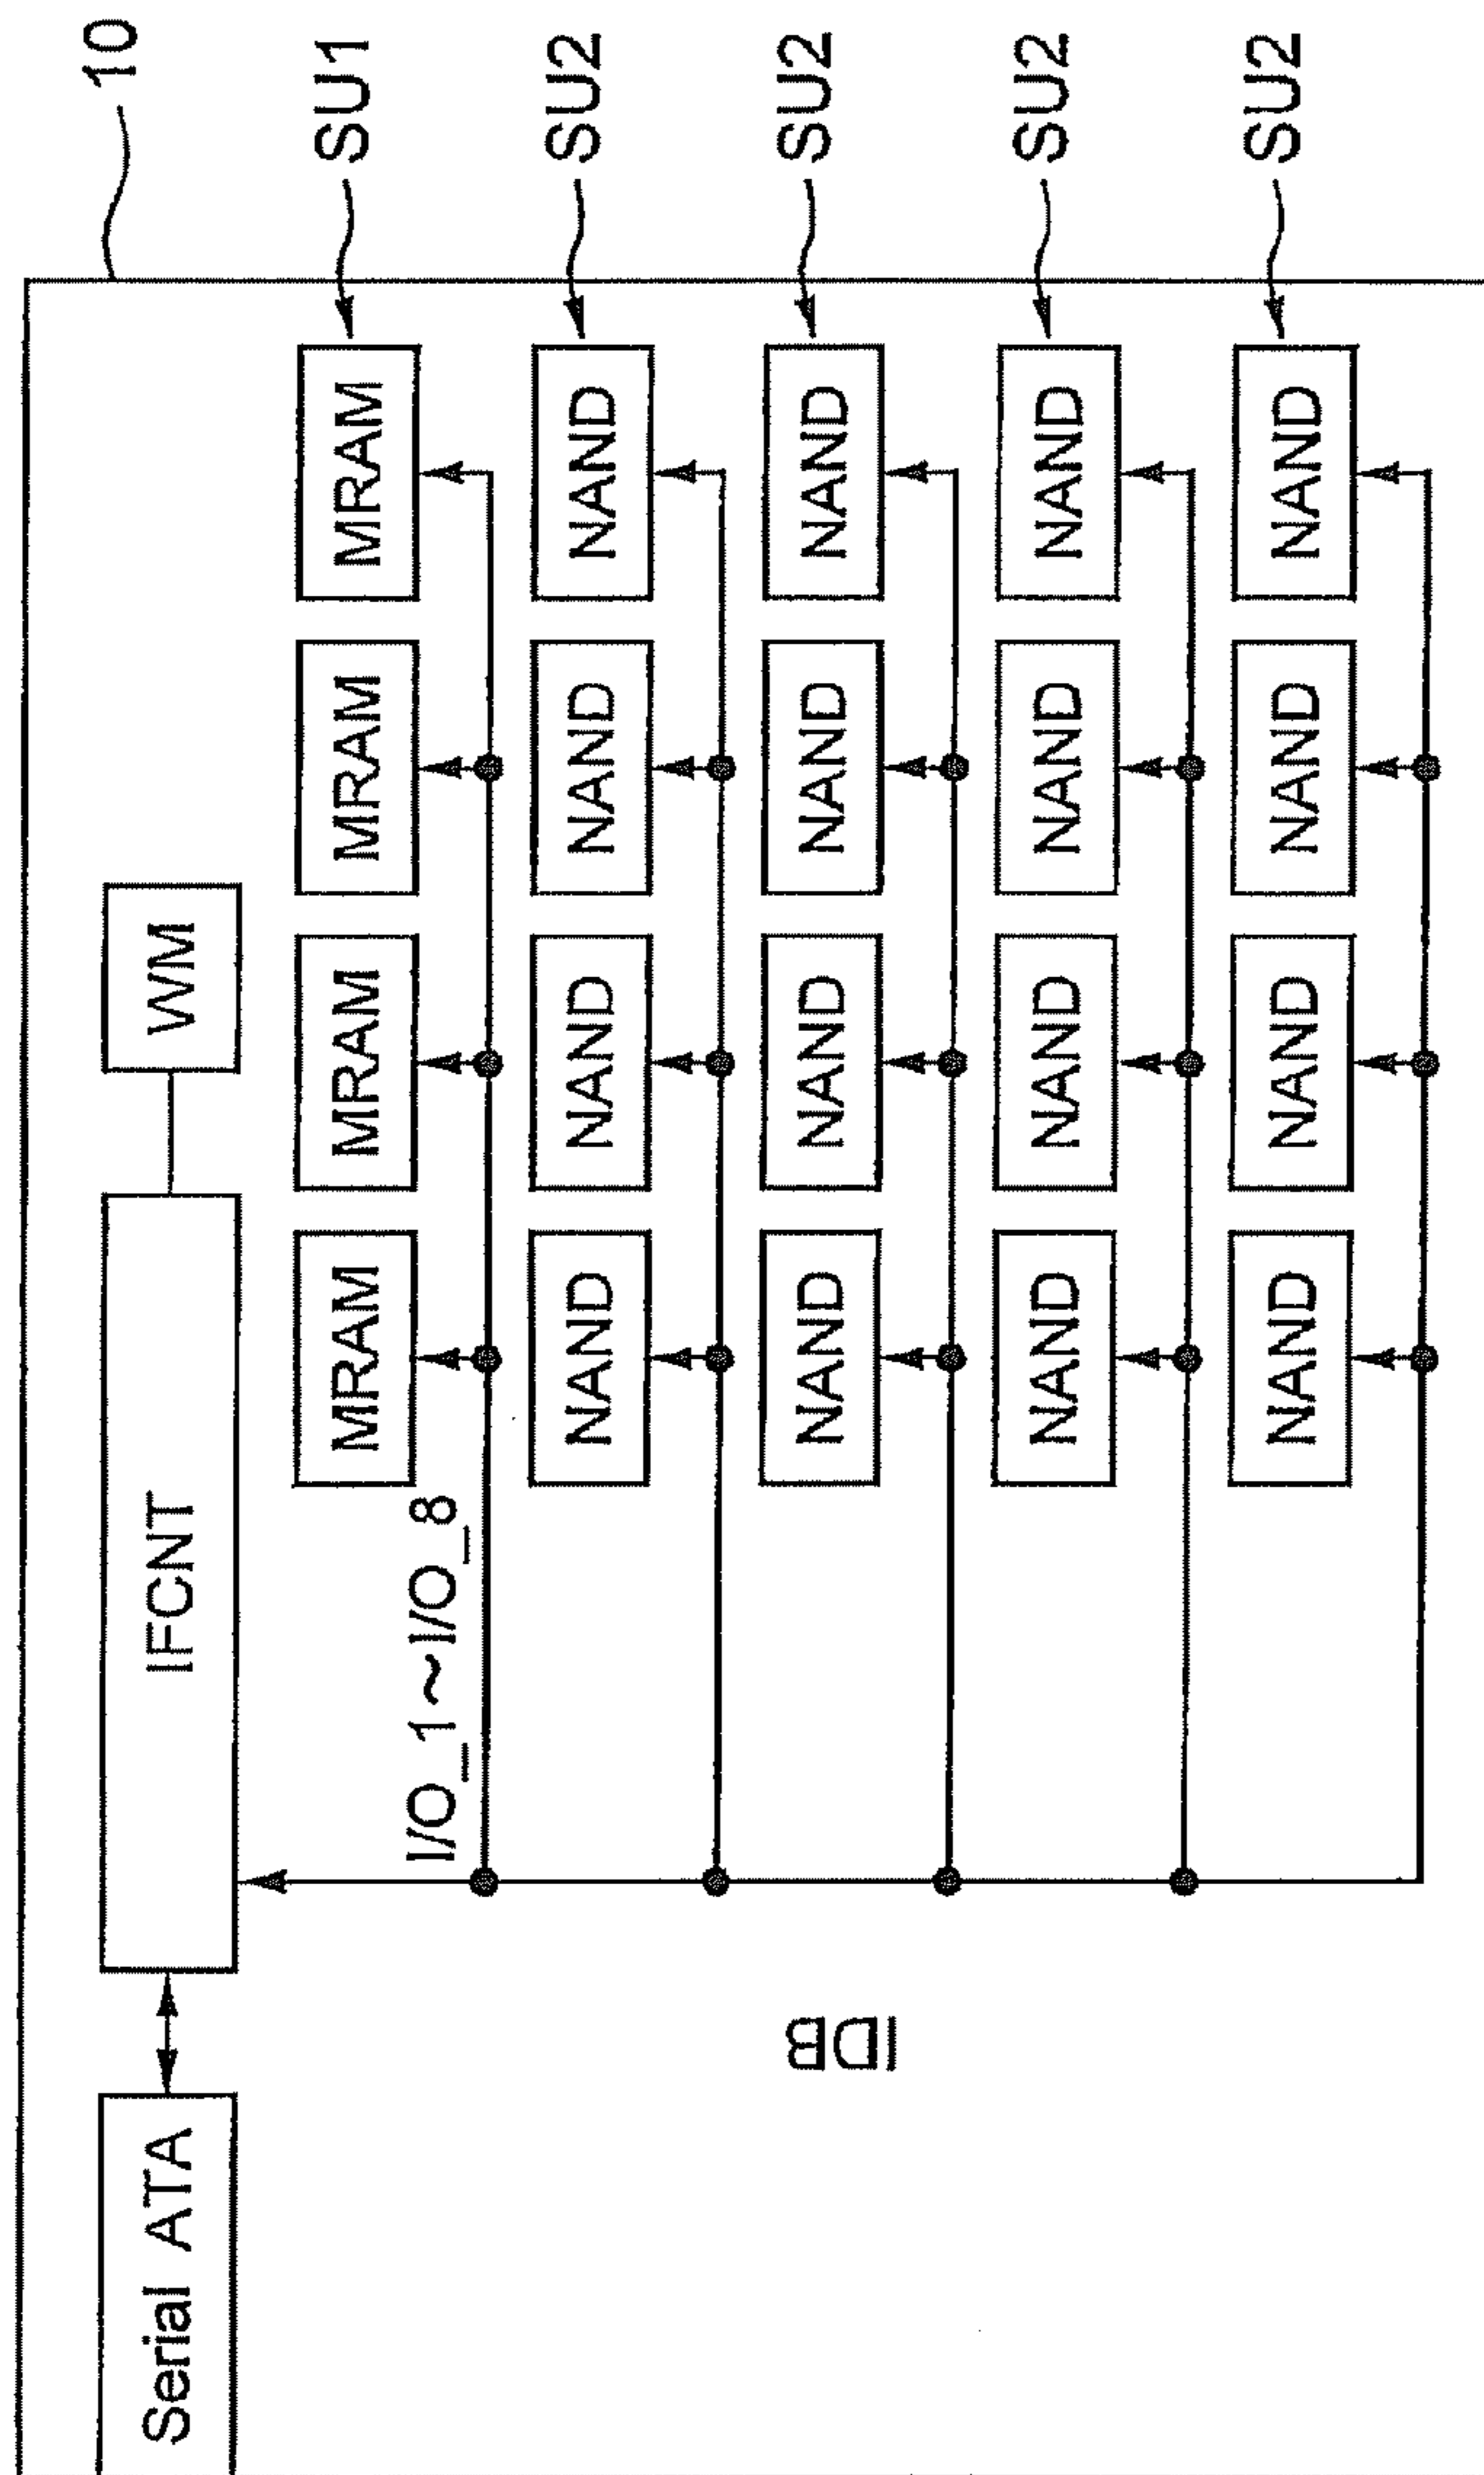 10
Serial ATA
IFCNT
WM
MRAM MRAM MRAM MRAM SU1
I/O_1~I/O_8
NAND NAND NAND NAND SU2
NAND NAND NAND NAND SU2
IDB
NAND NAND NAND NAND SU2
NAND NAND NAND NAND SU2